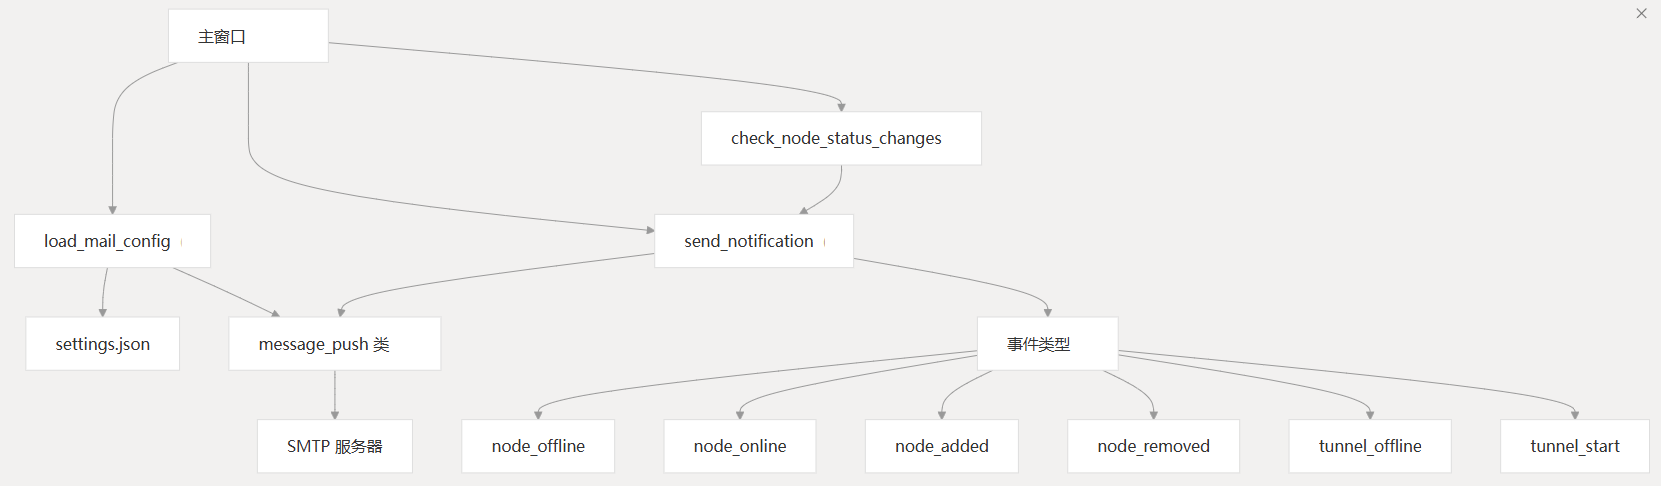 主窗口
check_node_status_changes
load_mail_config
send_notification
settings.json
message_push 类
事件类型
SMTP 服务器
node_offline
node_online
node_added
node_removed
tunnel_offline
tunnel_start